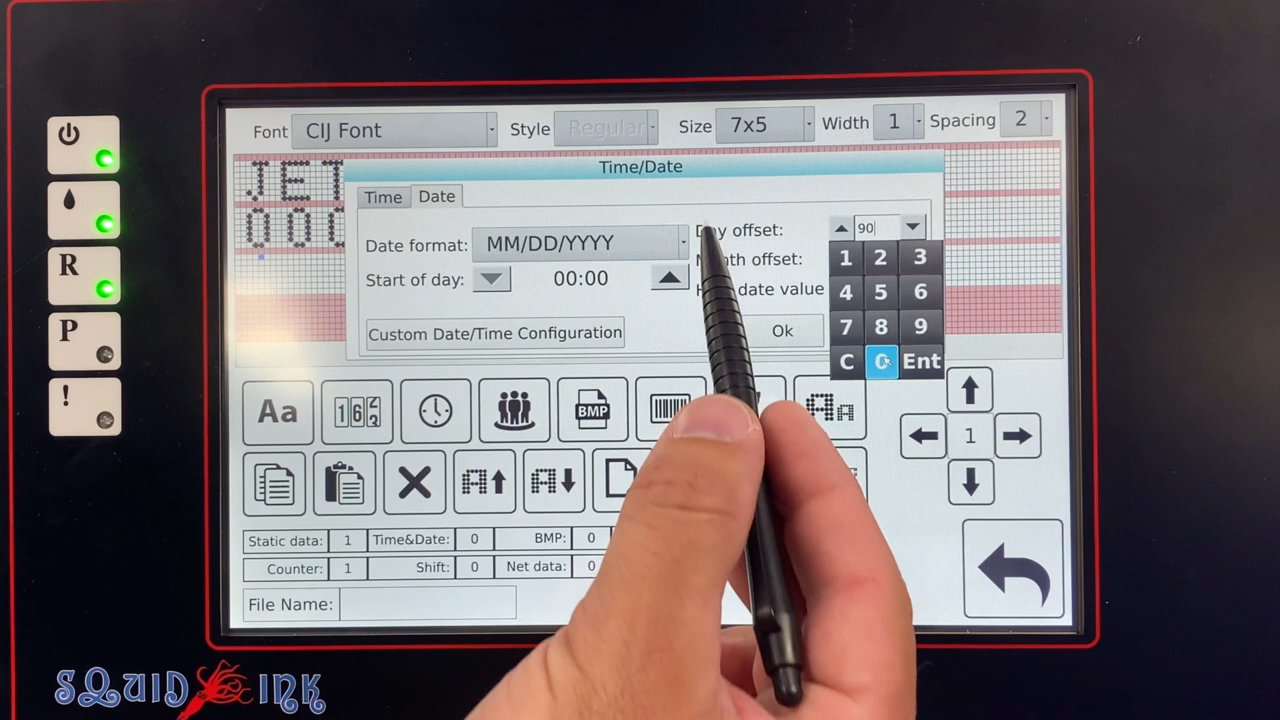 Font CIJ Font Style Regular Size 7x5 Width 1 Spacing 2
Time/Date
JET
000
Time Date
Day offset: 90
Date format: MM/DD/YYYY
Month offset:
Start of day: 00:00
date value
Custom Date/Time Configuration
Ok
1 2 3
4 5 6
7 8 9
C 0 Ent
R
P
!
Aa
BMP
Aa
1
Static data: 1 Time&Date: 0 BMP: 0
Counter: 1 Shift: 0 Net data: 0
File Name:
SQUID INK